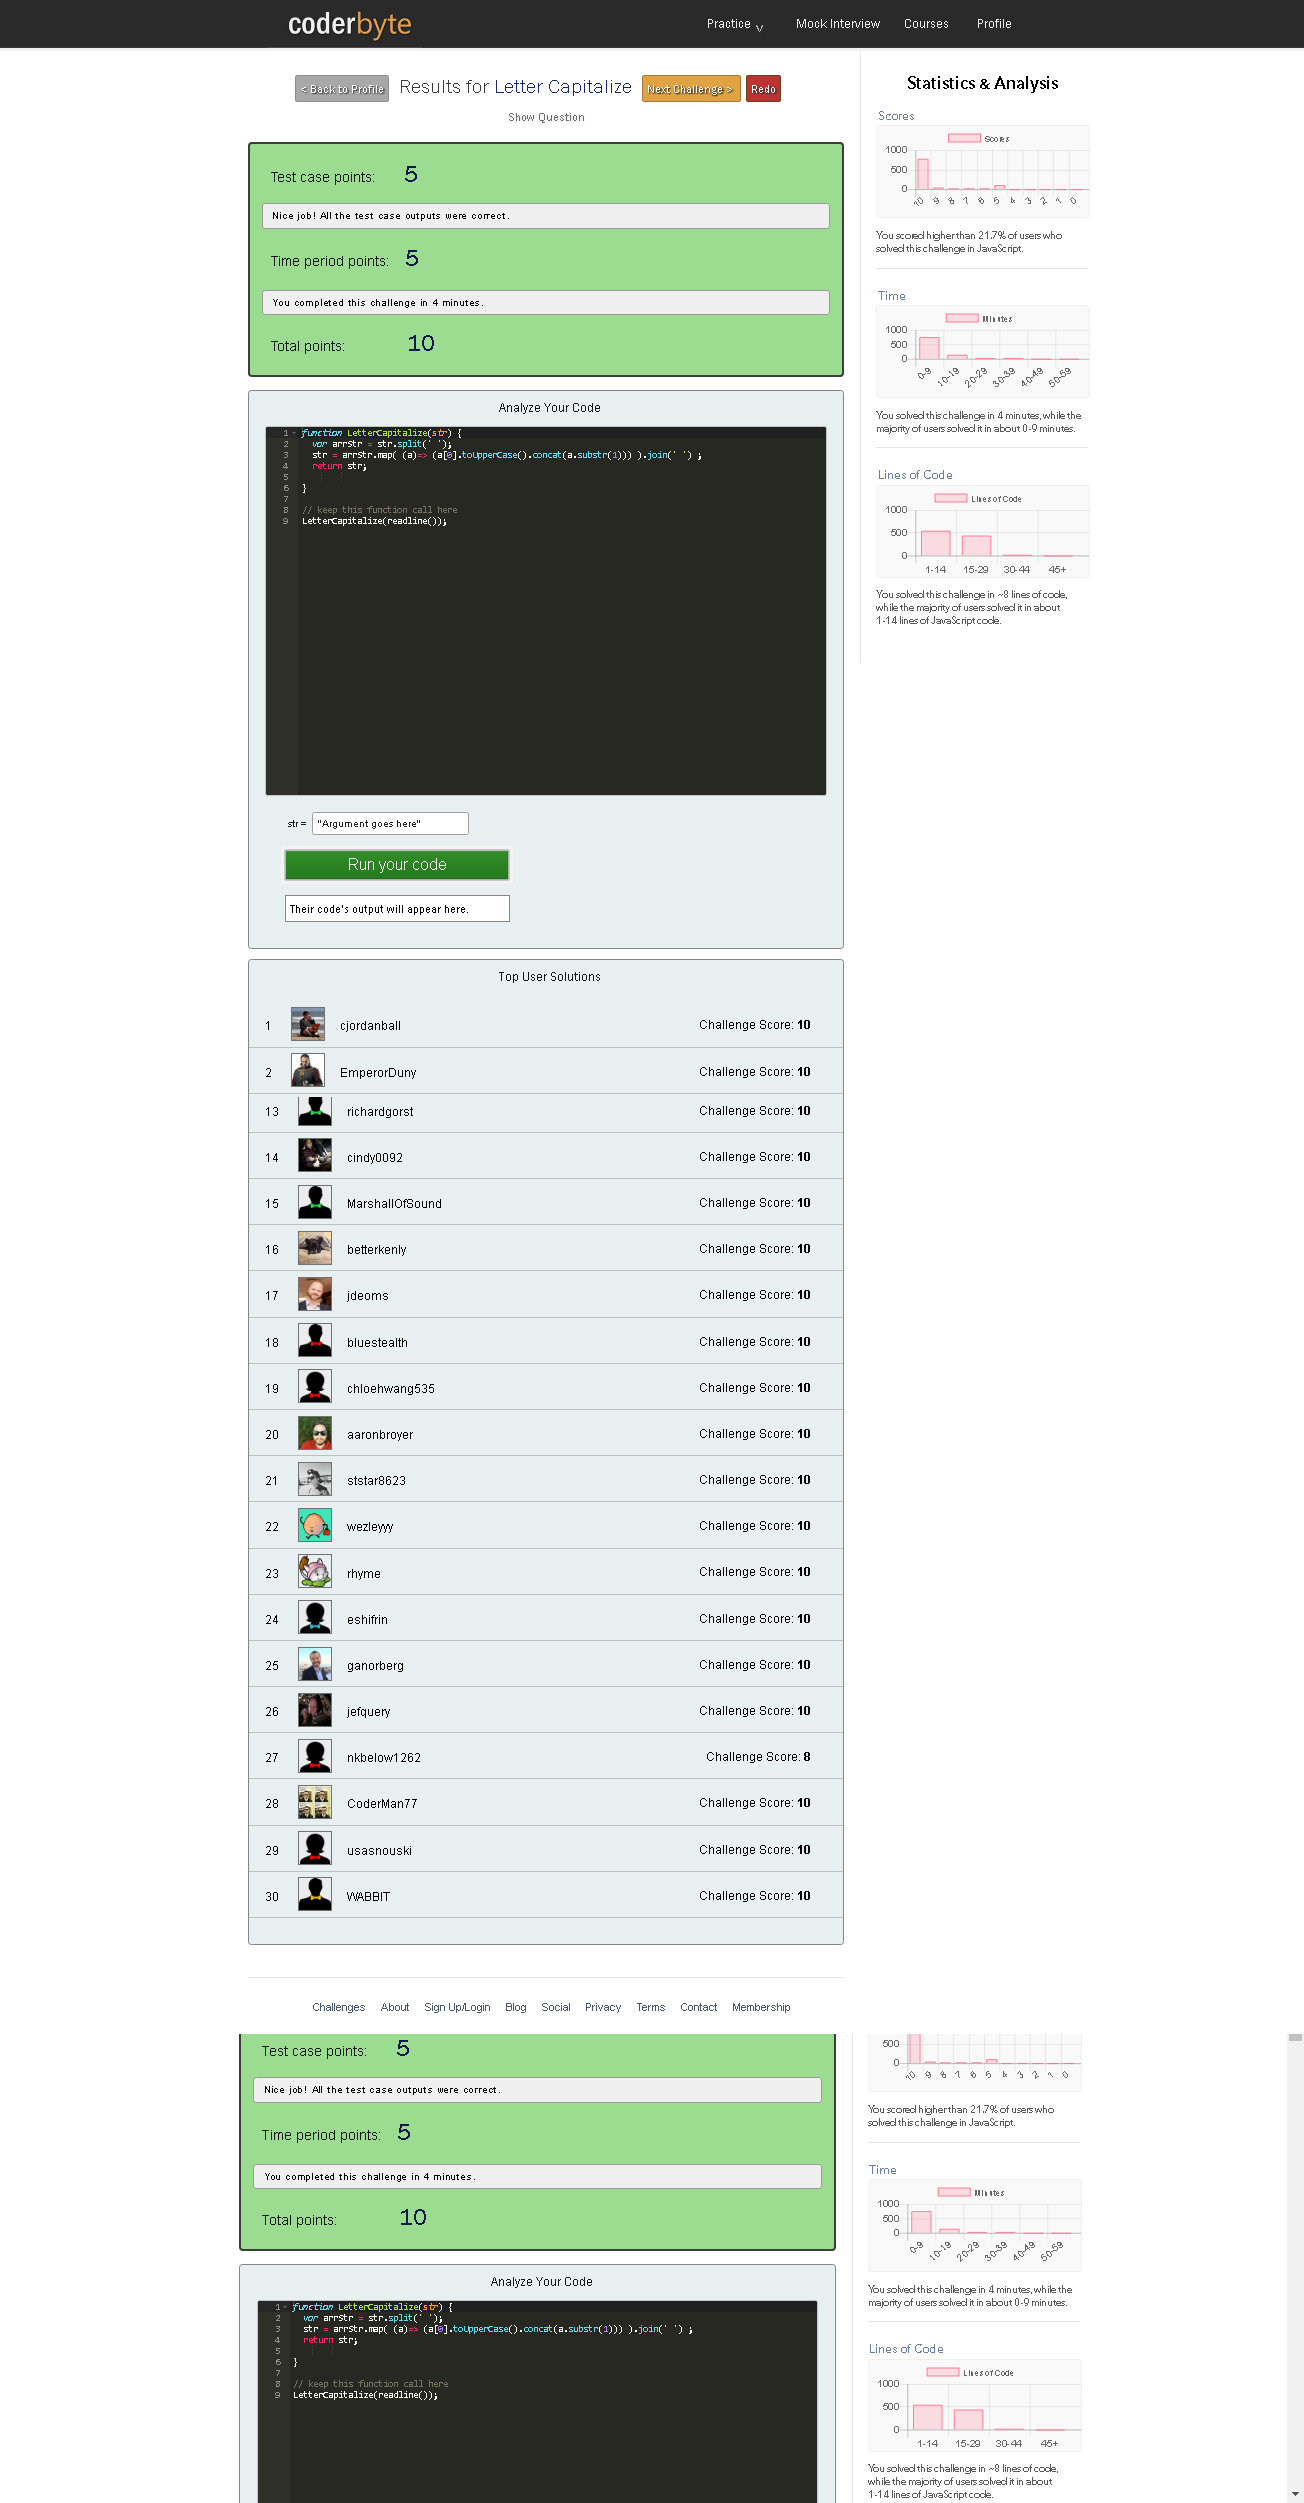 coderbyte
Practice v Mock Interview Courses Profile
< Back to Profile Results for Letter Capitalize Next Challenge > Redo
Show Question
Test case points: 5
Nice job! All the test case outputs were correct.
Time period points: 5
You completed this challenge in 4 minutes.
Total points: 10
Analyze Your Code
1 function LetterCapitalize(str) {
2 var arrStr = str.split(' ');
3 str = arrStr.map( (a)=> (a[0].toUpperCase().concat(a.substr(1))) ).join(' ') ;
4 return str;
5
6 }
7
8 // keep this function call here
9 LetterCapitalize(readline());
str = "Argument goes here"
Run your code
Their code's output will appear here.
Top User Solutions
1 cjordanball Challenge Score: 10
2 EmperorDuny Challenge Score: 10
13 richardgorst Challenge Score: 10
14 cindy0092 Challenge Score: 10
15 MarshallOfSound Challenge Score: 10
16 betterkenly Challenge Score: 10
17 jdeoms Challenge Score: 10
18 bluestealth Challenge Score: 10
19 chloehwang535 Challenge Score: 10
20 aaronbroyer Challenge Score: 10
21 ststar8623 Challenge Score: 10
22 wezleyyy Challenge Score: 10
23 rhyme Challenge Score: 10
24 eshifrin Challenge Score: 10
25 ganorberg Challenge Score: 10
26 jefquery Challenge Score: 10
27 nkbelow1262 Challenge Score: 8
28 CoderMan77 Challenge Score: 10
29 usasnouski Challenge Score: 10
30 WABBIT Challenge Score: 10
Statistics & Analysis
Scores
Scores
1000
500
0
10 9 8 7 6 5 4 3 2 1 0
You scored higher than 21.7% of users who
solved this challenge in JavaScript.
Time
Minutes
1000
500
0
0-9 10-19 20-29 30-39 40-49 50-59
You solved this challenge in 4 minutes, while the
majority of users solved it in about 0-9 minutes.
Lines of Code
Lines of Code
1000
500
0
1-14 15-29 30-44 45+
You solved this challenge in ~8 lines of code,
while the majority of users solved it in about
1-14 lines of JavaScript code.
Challenges About Sign Up/Login Blog Social Privacy Terms Contact Membership
Test case points: 5
Nice job! All the test case outputs were correct.
Time period points: 5
You completed this challenge in 4 minutes.
Total points: 10
Analyze Your Code
1 function LetterCapitalize(str) {
2 var arrStr = str.split(' ');
3 str = arrStr.map( (a)=> (a[0].toUpperCase().concat(a.substr(1))) ).join(' ') ;
4 return str;
5
6 }
7
8 // keep this function call here
9 LetterCapitalize(readline());
500
0
10 9 8 7 6 5 4 3 2 1 0
You scored higher than 21.7% of users who
solved this challenge in JavaScript.
Time
Minutes
1000
500
0
0-9 10-19 20-29 30-39 40-49 50-59
You solved this challenge in 4 minutes, while the
majority of users solved it in about 0-9 minutes.
Lines of Code
Lines of Code
1000
500
0
1-14 15-29 30-44 45+
You solved this challenge in ~8 lines of code,
while the majority of users solved it in about
1-14 lines of JavaScript code.